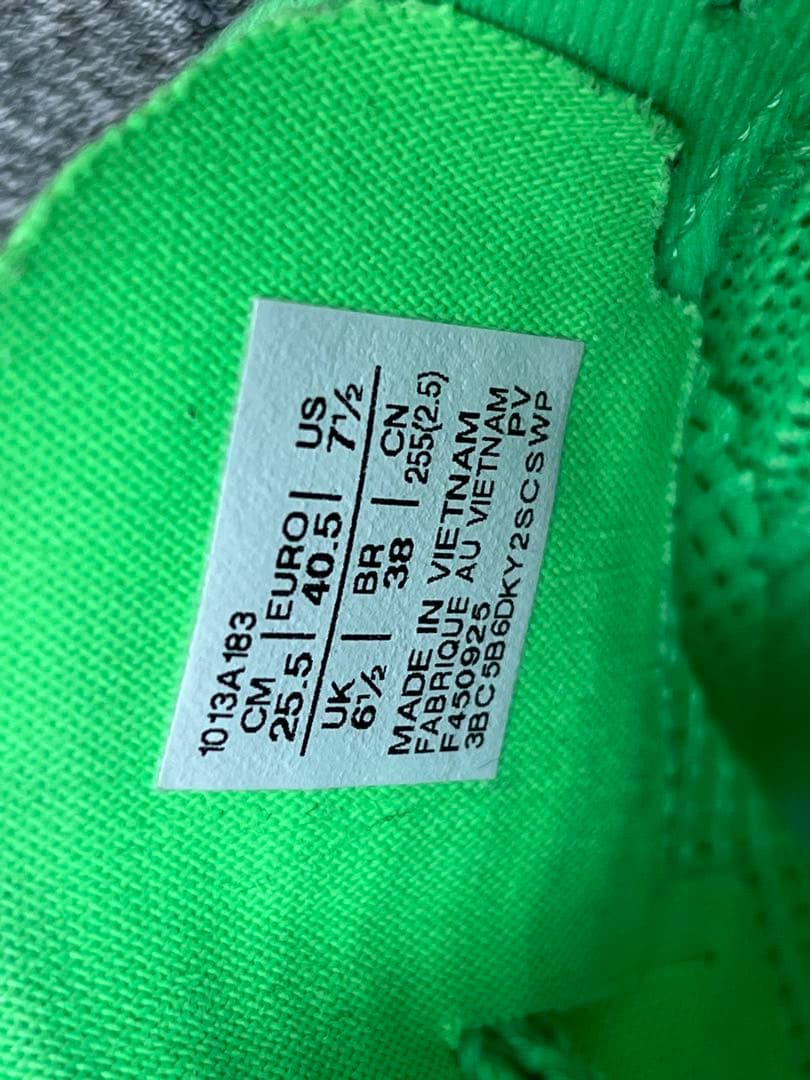 1013A183
CM | EURO | US
25.5 | 40.5 | 7½
UK | BR | CN
6½ | 38 | 255(2.5)
MADE IN VIETNAM
FABRIQUE AU VIETNAM
F450925 PV
3BC5B6DKY2SCSWP